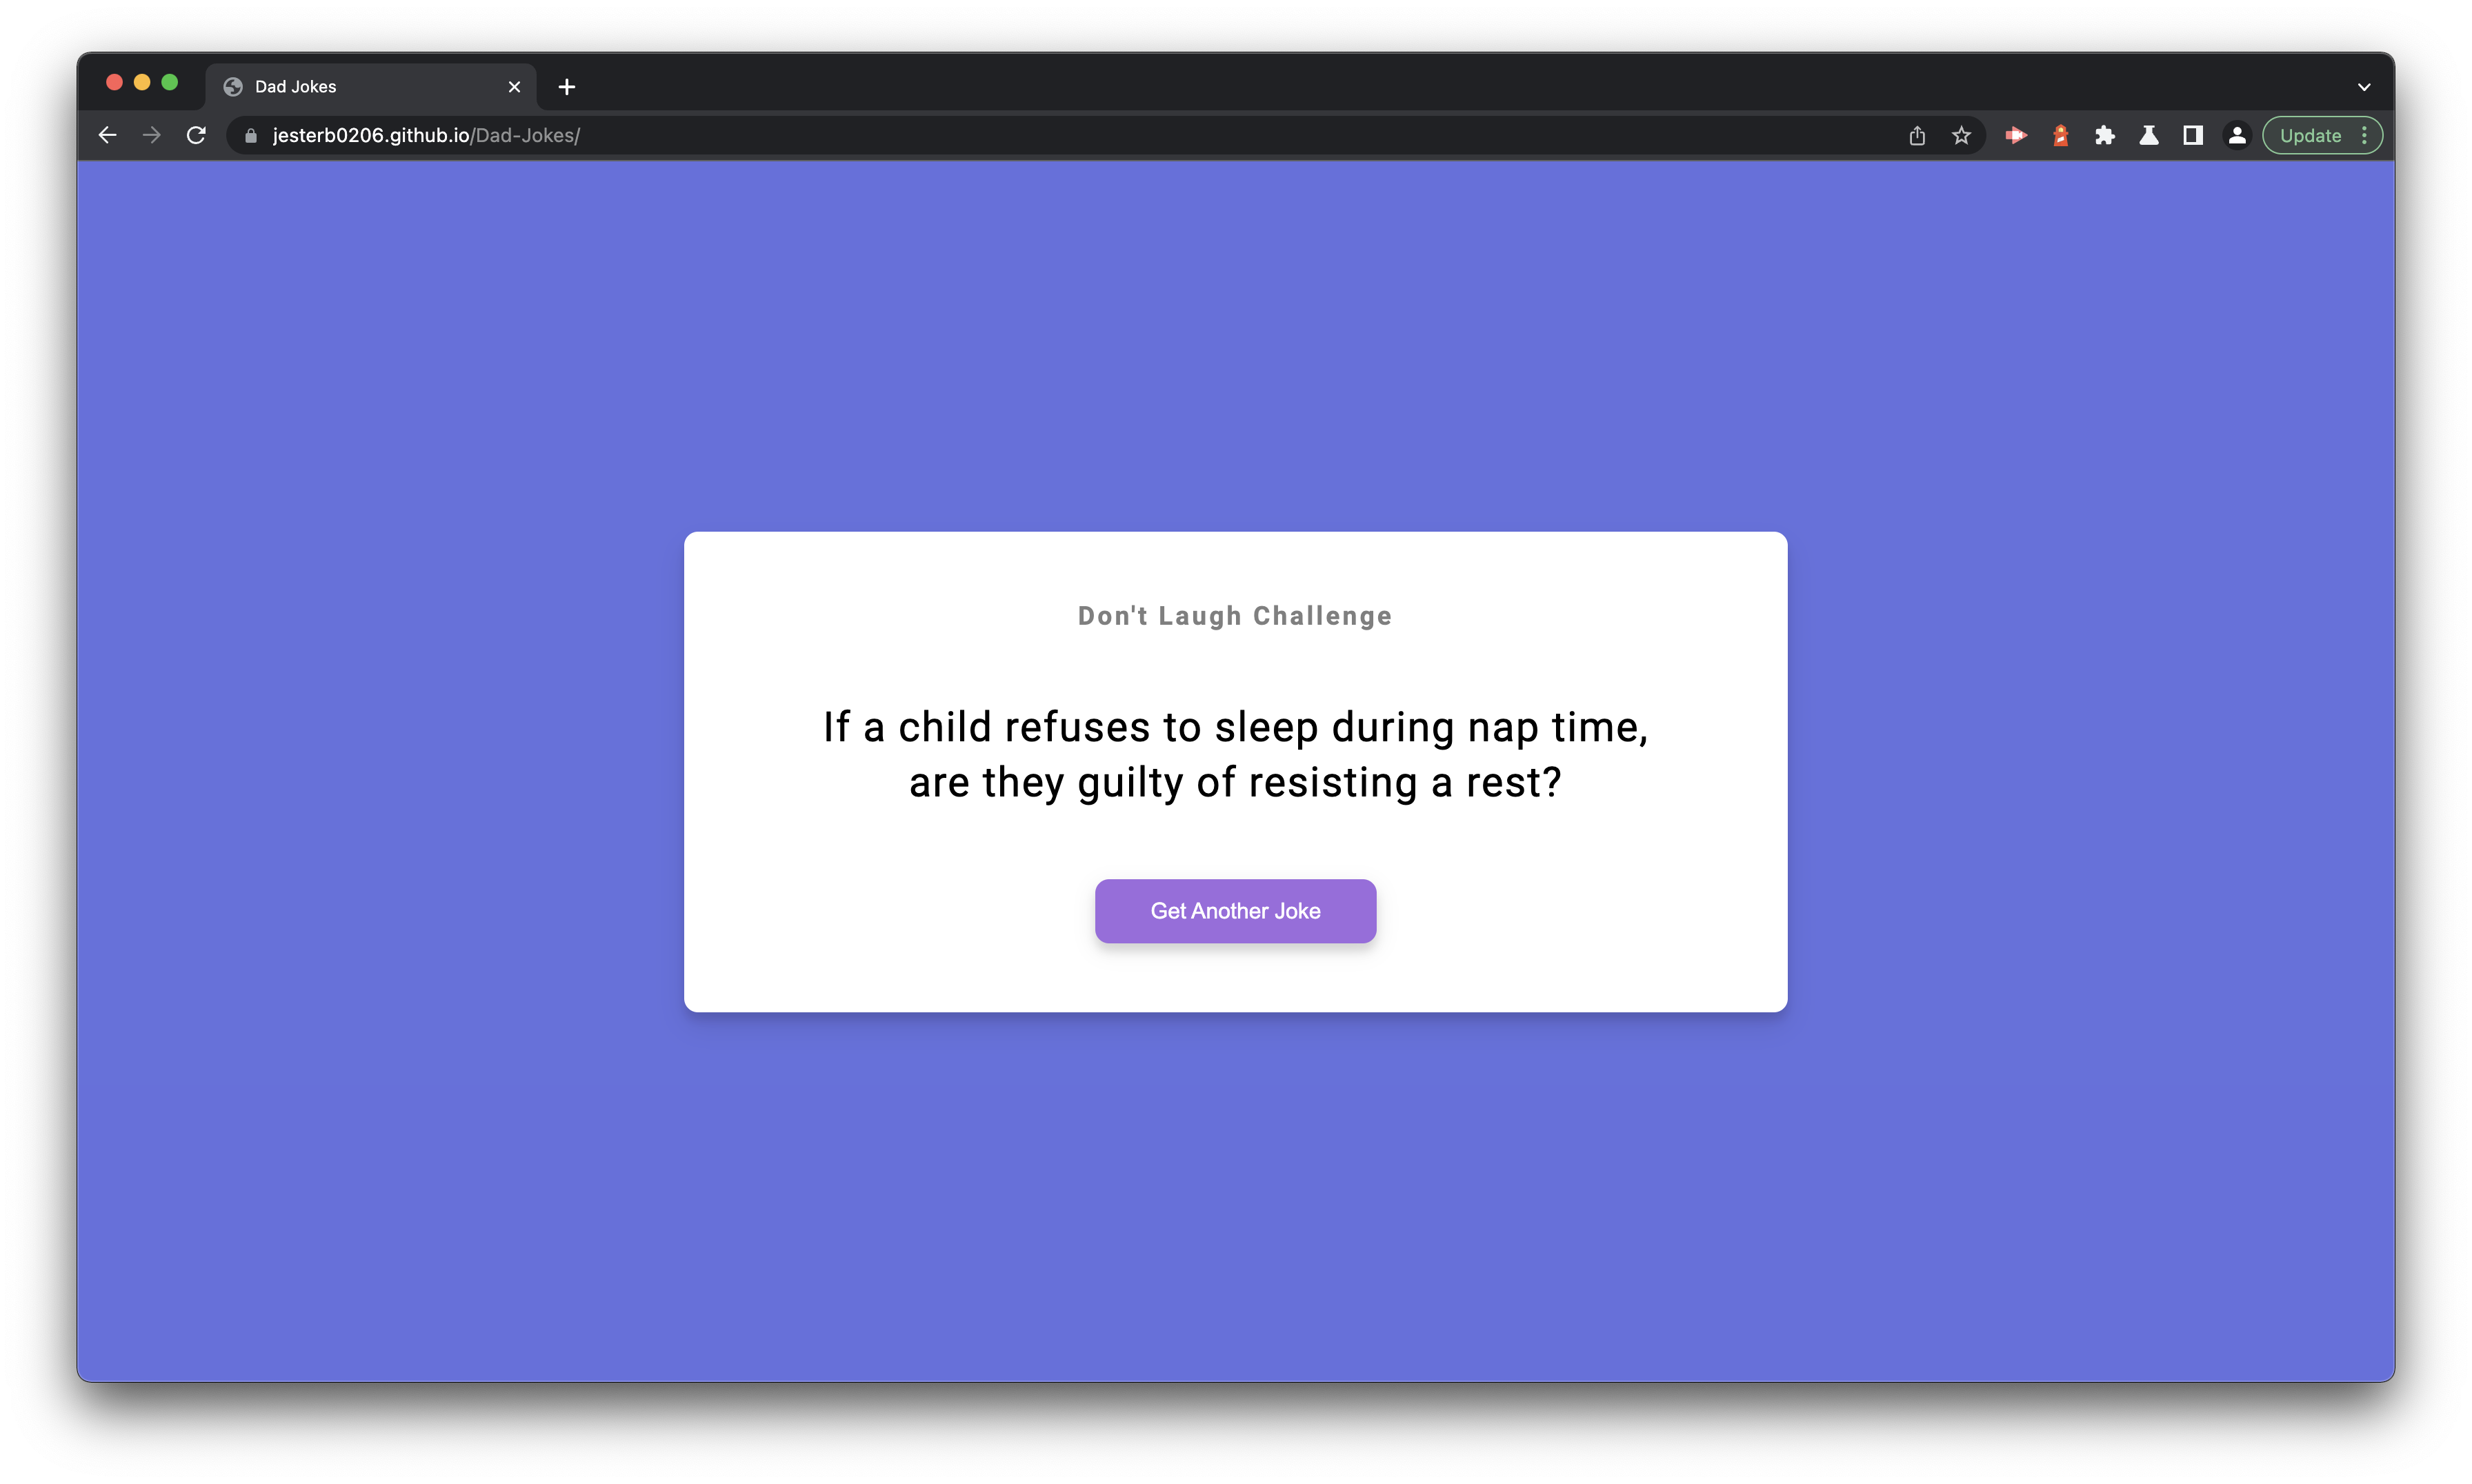 Dad Jokes
jesterb0206.github.io/Dad-Jokes/
Update
Don't Laugh Challenge
If a child refuses to sleep during nap time,
are they guilty of resisting a rest?
Get Another Joke